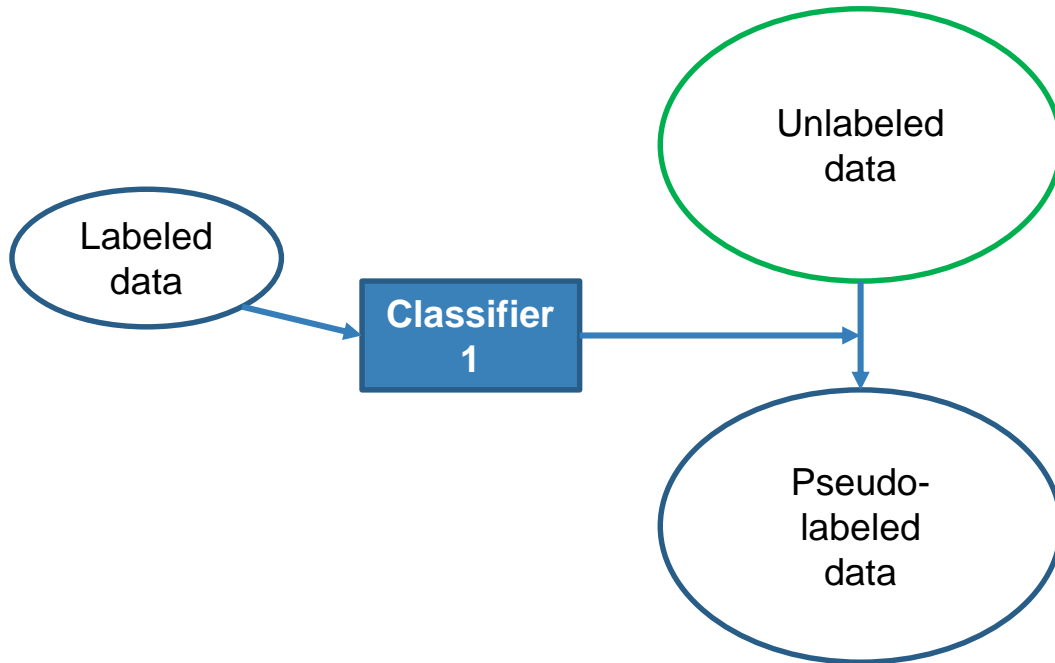 Unlabeled
data
Labeled
data
Classifier
1
Pseudo-
labeled
data